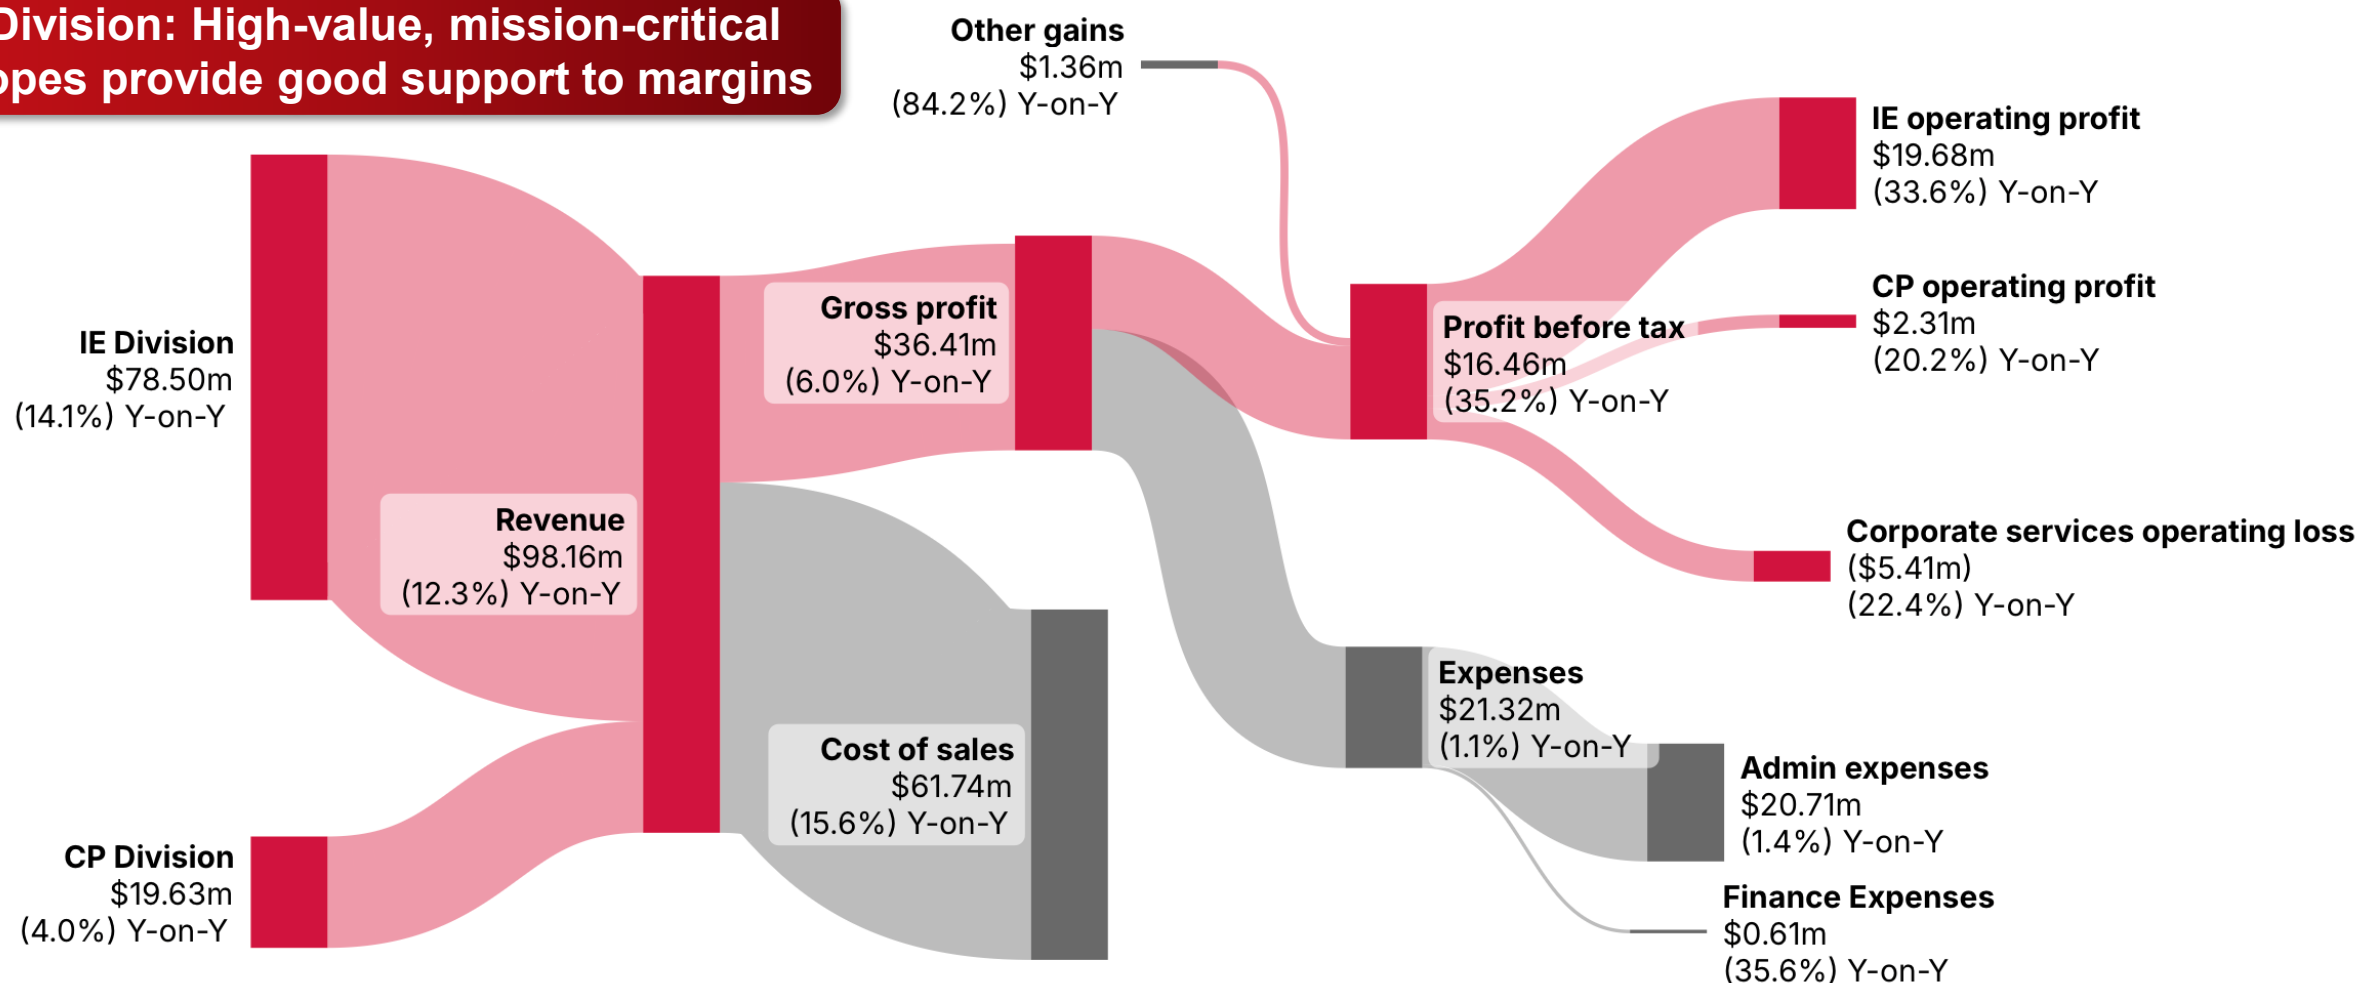 Division: High-value, mission-critical
opes provide good support to margins
Other gains
$1.36m
(84.2%) Y-on-Y
IE operating profit
$19.68m
(33.6%) Y-on-Y
CP operating profit
$2.31m
(20.2%) Y-on-Y
Gross profit
$36.41m
(6.0%) Y-on-Y
Profit before tax
$16.46m
(35.2%) Y-on-Y
IE Division
$78.50m
(14.1%) Y-on-Y
Revenue
$98.16m
(12.3%) Y-on-Y
Corporate services operating loss
($5.41m)
(22.4%) Y-on-Y
Expenses
$21.32m
(1.1%) Y-on-Y
Cost of sales
$61.74m
(15.6%) Y-on-Y
Admin expenses
$20.71m
(1.4%) Y-on-Y
CP Division
$19.63m
(4.0%) Y-on-Y
Finance Expenses
$0.61m
(35.6%) Y-on-Y